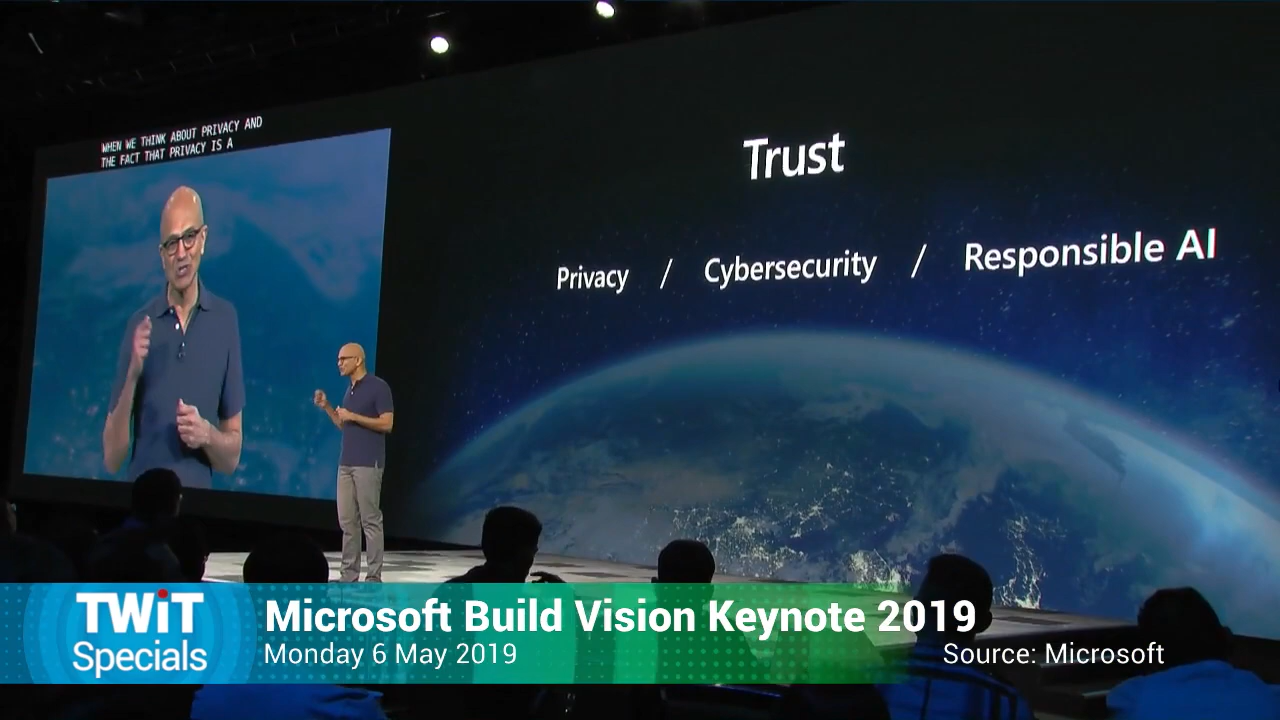 WHEN WE THINK ABOUT PRIVACY AND
THE FACT THAT PRIVACY IS A
Trust
Privacy / Cybersecurity / Responsible AI
TWiT
Specials
Microsoft Build Vision Keynote 2019
Monday 6 May 2019
Source: Microsoft